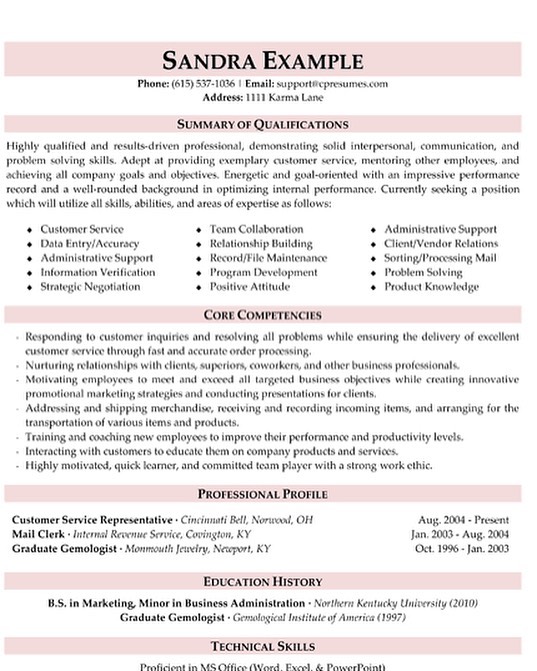 SANDRA EXAMPLE
Phone: (615) 537-1036 | Email: support@cpresumes.com
Address: 1111 Karma Lane
SUMMARY OF QUALIFICATIONS
Highly qualified and results-driven professional, demonstrating solid interpersonal, communication, and
problem solving skills. Adept at providing exemplary customer service, mentoring other employees, and
achieving all company goals and objectives. Energetic and goal-oriented with an impressive performance
record and a well-rounded background in optimizing internal performance. Currently seeking a position
which will utilize all skills, abilities, and areas of expertise as follows:
⬥ Customer Service ⬥ Team Collaboration ⬥ Administrative Support
⬥ Data Entry/Accuracy ⬥ Relationship Building ⬥ Client/Vendor Relations
⬥ Administrative Support ⬥ Record/File Maintenance ⬥ Sorting/Processing Mail
⬥ Information Verification ⬥ Program Development ⬥ Problem Solving
⬥ Strategic Negotiation ⬥ Positive Attitude ⬥ Product Knowledge
CORE COMPETENCIES
· Responding to customer inquiries and resolving all problems while ensuring the delivery of excellent
customer service through fast and accurate order processing.
· Nurturing relationships with clients, superiors, coworkers, and other business professionals.
· Motivating employees to meet and exceed all targeted business objectives while creating innovative
promotional marketing strategies and conducting presentations for clients.
· Addressing and shipping merchandise, receiving and recording incoming items, and arranging for the
transportation of various items and products.
· Training and coaching new employees to improve their performance and productivity levels.
· Interacting with customers to educate them on company products and services.
· Highly motivated, quick learner, and committed team player with a strong work ethic.
PROFESSIONAL PROFILE
Customer Service Representative · Cincinnati Bell, Norwood, OH Aug. 2004 - Present
Mail Clerk · Internal Revenue Service, Covington, KY Jan. 2003 - Aug. 2004
Graduate Gemologist · Monmouth Jewelry, Newport, KY Oct. 1996 - Jan. 2003
EDUCATION HISTORY
B.S. in Marketing, Minor in Business Administration · Northern Kentucky University (2010)
Graduate Gemologist · Gemological Institute of America (1997)
TECHNICAL SKILLS
Proficient in MS Office (Word, Excel, & PowerPoint)